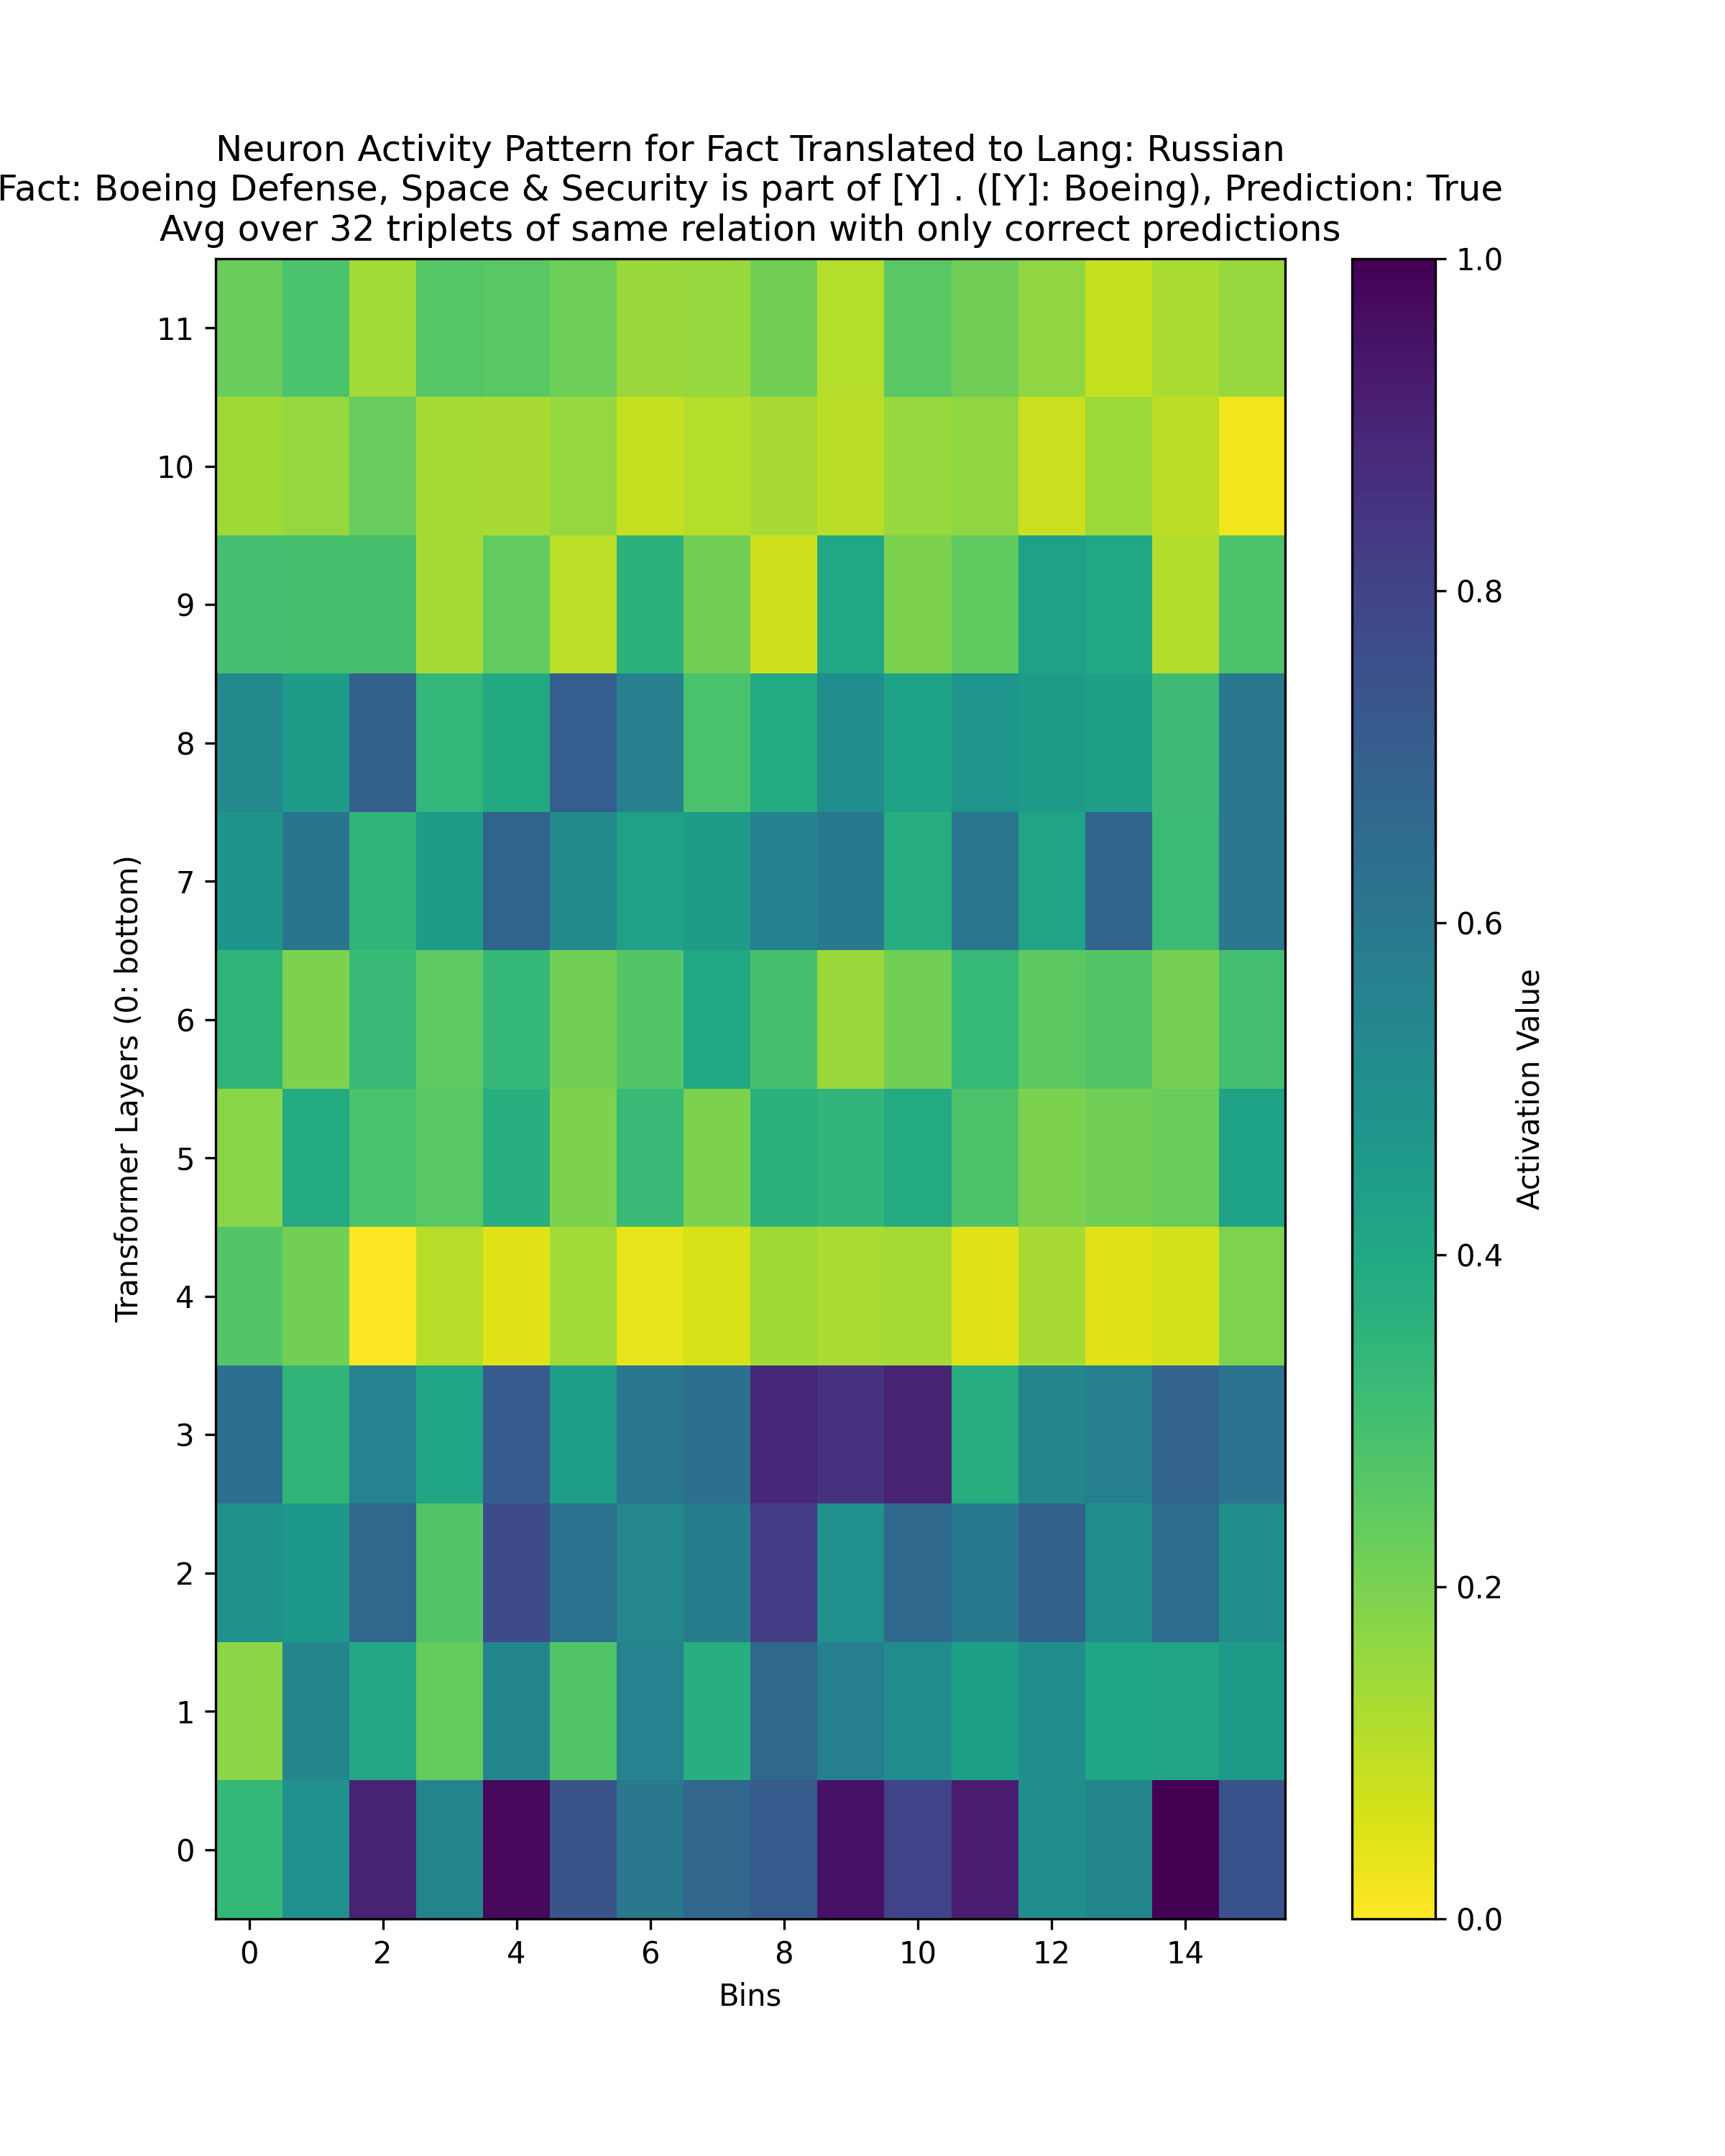 Neuron Activity Pattern for Fact Translated to Lang: Russian
Fact: Boeing Defense, Space & Security is part of [Y] . ([Y]: Boeing), Prediction: True
Avg over 32 triplets of same relation with only correct predictions
11
10
9
8
7
6
5
4
3
2
1
0
Transformer Layers (0: bottom)
0 2 4 6 8 10 12 14
Bins
1.0
0.8
0.6
0.4
0.2
0.0
Activation Value